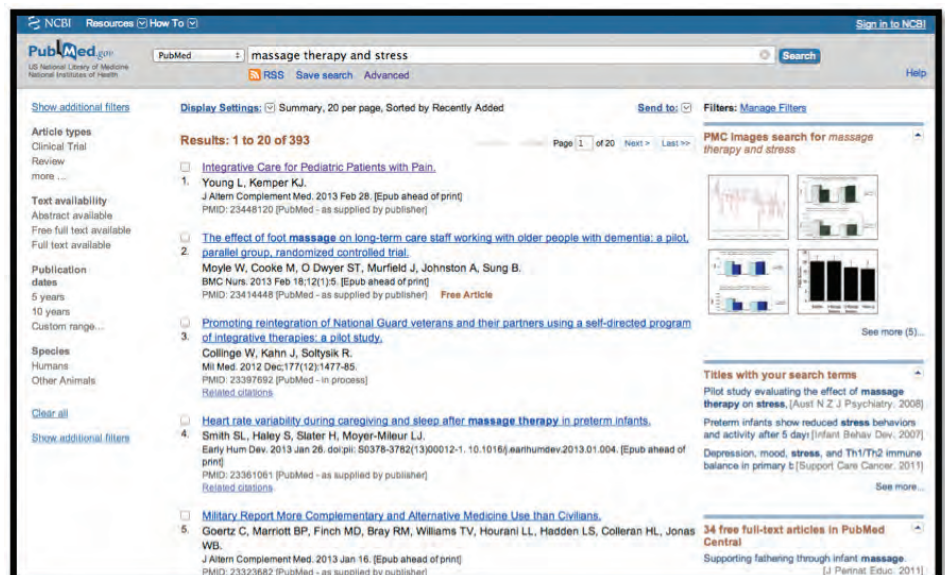 NCBI Resources How To Sign in to NCBI
PubMed.gov
US National Library of Medicine
National Institutes of Health
PubMed massage therapy and stress Search
RSS Save search Advanced Help
Show additional filters
Article types
Clinical Trial
Review
more ...
Text availability
Abstract available
Free full text available
Full text available
Publication
dates
5 years
10 years
Custom range...
Species
Humans
Other Animals
Clear all
Show additional filters
Display Settings: Summary, 20 per page, Sorted by Recently Added Send to:
Results: 1 to 20 of 393
Page 1 of 20 Next > Last >>
Integrative Care for Pediatric Patients with Pain.
1. Young L, Kemper KJ.
J Altern Complement Med. 2013 Feb 28. [Epub ahead of print]
PMID: 23448120 [PubMed - as supplied by publisher]
The effect of foot massage on long-term care staff working with older people with dementia: a pilot,
2. parallel group, randomized controlled trial.
Moyle W, Cooke M, O Dwyer ST, Murfield J, Johnston A, Sung B.
BMC Nurs. 2013 Feb 18;12(1):5. [Epub ahead of print]
PMID: 23414448 [PubMed - as supplied by publisher] Free Article
Promoting reintegration of National Guard veterans and their partners using a self-directed program
3. of integrative therapies: a pilot study.
Collinge W, Kahn J, Soltysik R.
Mil Med. 2012 Dec;177(12):1477-85.
PMID: 23397692 [PubMed - in process]
Related citations
Heart rate variability during caregiving and sleep after massage therapy in preterm infants.
4. Smith SL, Haley S, Slater H, Moyer-Mileur LJ.
Early Hum Dev. 2013 Jan 26. doi:pii: S0378-3782(13)00012-1. 10.1016/j.earlhumdev.2013.01.004. [Epub ahead of
print]
PMID: 23361061 [PubMed - as supplied by publisher]
Related citations
Military Report More Complementary and Alternative Medicine Use than Civilians.
5. Goertz C, Marriott BP, Finch MD, Bray RM, Williams TV, Hourani LL, Hadden LS, Colleran HL, Jonas
WB.
J Altern Complement Med. 2013 Jan 16. [Epub ahead of print]
PMID: 23323682 [PubMed - as supplied by publisher]
Filters: Manage Filters
PMC Images search for massage
therapy and stress
See more (5)...
Titles with your search terms
Pilot study evaluating the effect of massage
therapy on stress, [Aust N Z J Psychiatry. 2008]
Preterm infants show reduced stress behaviors
and activity after 5 days [Infant Behav Dev. 2007]
Depression, mood, stress, and Th1/Th2 immune
balance in primary b [Support Care Cancer. 2011]
See more...
34 free full-text articles in PubMed
Central
Supporting fathering through infant massage.
[J Perinat Educ. 2011]